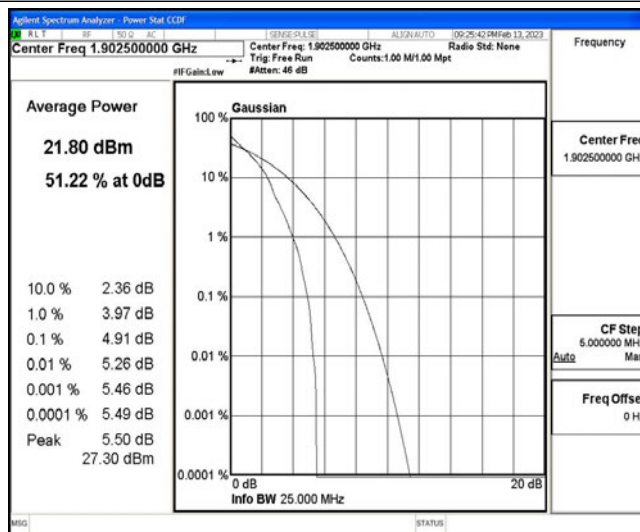 Agilent Spectrum Analyzer - Power Stat CCDF
RLT RF 50 Ω AC SENSE:PULSE ALIGN AUTO 09:25:42 PM Feb 13, 2023
Center Freq 1.902500000 GHz
Center Freq: 1.902500000 GHz Radio Std: None
Trig: Free Run Counts:1.00 M/1.00 Mpt
#IFGain:Low #Atten: 46 dB
Frequency
Average Power
21.80 dBm
51.22 % at 0dB
10.0 % 2.36 dB
1.0 % 3.97 dB
0.1 % 4.91 dB
0.01 % 5.26 dB
0.001 % 5.46 dB
0.0001 % 5.49 dB
Peak 5.50 dB
27.30 dBm
Gaussian
100 %
10 %
1 %
0.1 %
0.01 %
0.001 %
0.0001 %
0 dB 20 dB
Info BW 25.000 MHz
Center Fre
1.902500000 GH
CF Step
5.000000 MH
Auto Ma
Freq Offse
0 H
MSG STATUS